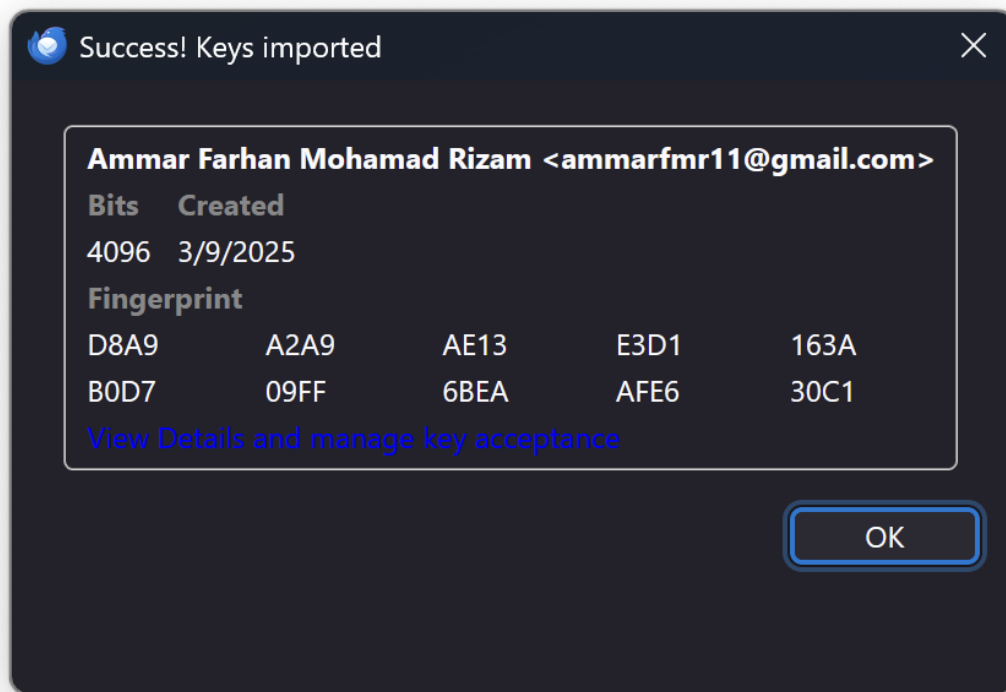 Success! Keys imported
Ammar Farhan Mohamad Rizam <ammarfmr11@gmail.com>
Bits Created
4096 3/9/2025
Fingerprint
D8A9 A2A9 AE13 E3D1 163A
B0D7 09FF 6BEA AFE6 30C1
View Details and manage key acceptance
OK